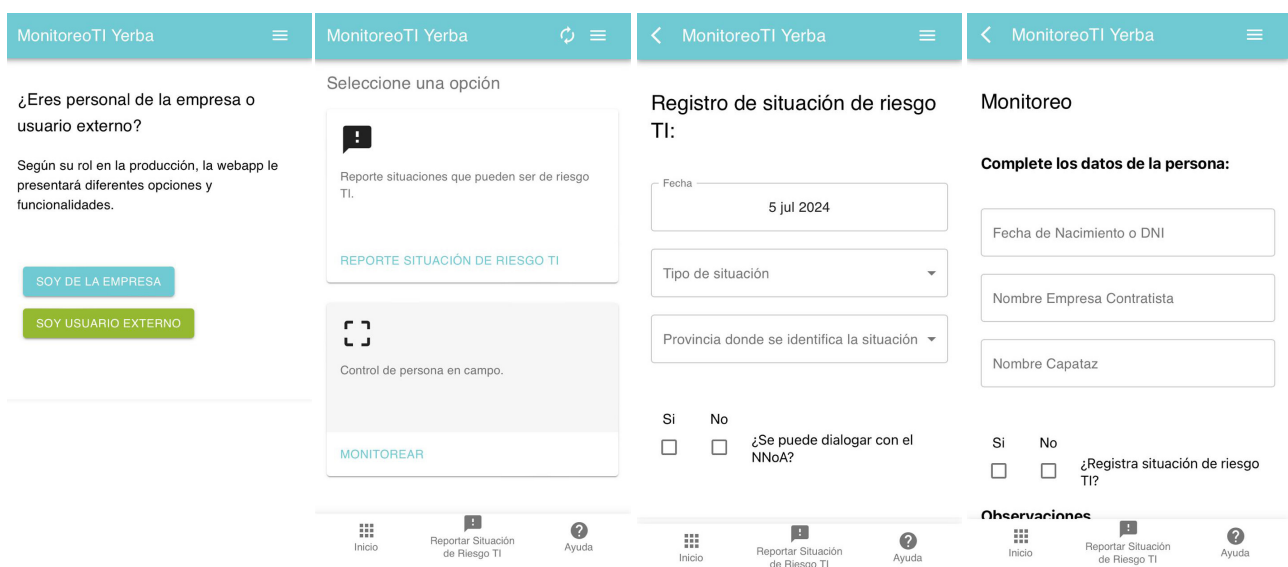 MonitoreoTI Yerba
¿Eres personal de la empresa o
usuario externo?
Según su rol en la producción, la webapp le
presentará diferentes opciones y
funcionalidades.
SOY DE LA EMPRESA
SOY USUARIO EXTERNO
MonitoreoTI Yerba
Seleccione una opción
Reporte situaciones que pueden ser de riesgo
TI.
REPORTE SITUACIÓN DE RIESGO TI
Control de persona en campo.
MONITOREAR
Inicio
Reportar Situación
de Riesgo TI
Ayuda
MonitoreoTI Yerba
Registro de situación de riesgo
TI:
Fecha
5 jul 2024
Tipo de situación
Provincia donde se identifica la situación
Si No
¿Se puede dialogar con el
NNoA?
Inicio
Reportar Situación
de Riesgo TI
Ayuda
MonitoreoTI Yerba
Monitoreo
Complete los datos de la persona:
Fecha de Nacimiento o DNI
Nombre Empresa Contratista
Nombre Capataz
Si No
¿Registra situación de riesgo
TI?
Observaciones
Inicio
Reportar Situación
de Riesgo TI
Ayuda